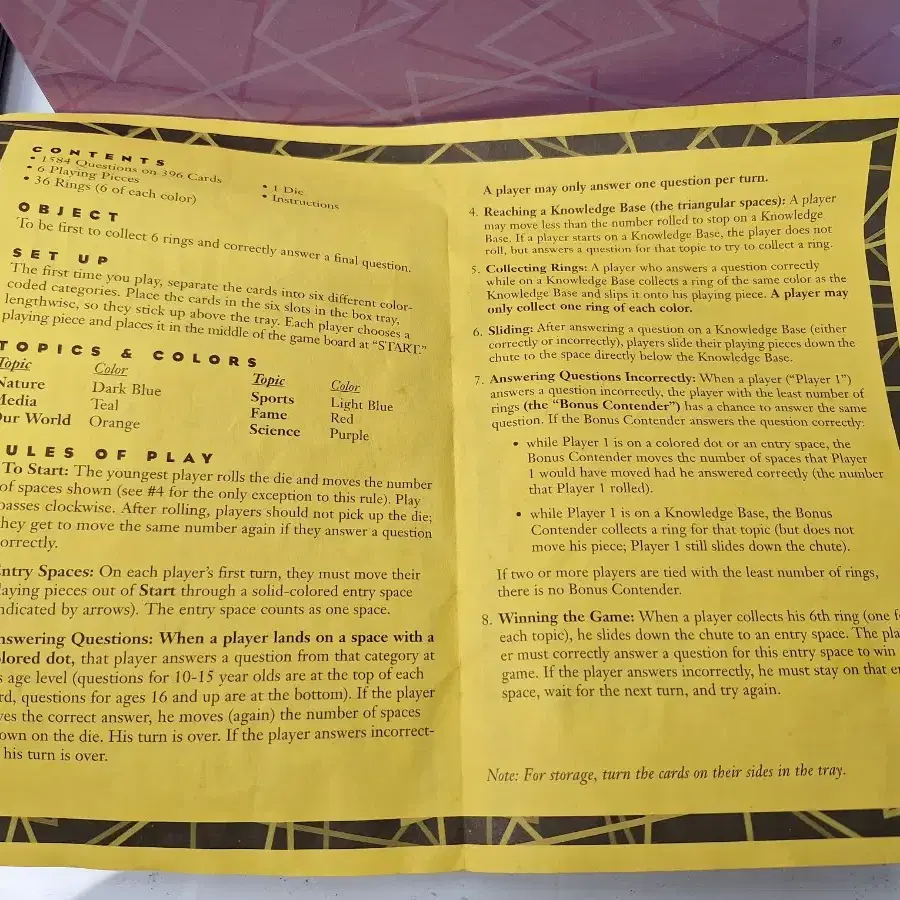 CONTENTS
• 1584 Questions on 396 Cards
• 6 Playing Pieces
• 36 Rings (6 of each color)
• 1 Die
• Instructions
OBJECT
To be first to collect 6 rings and correctly answer a final question.
SET UP
The first time you play, separate the cards into six different color-
coded categories. Place the cards in the six slots in the box tray,
lengthwise, so they stick up above the tray. Each player chooses a
playing piece and places it in the middle of the game board at “START.”
TOPICS & COLORS
Topic Color
Nature Dark Blue
Media Teal
Our World Orange
Topic Color
Sports Light Blue
Fame Red
Science Purple
ULES OF PLAY
To Start: The youngest player rolls the die and moves the number
of spaces shown (see #4 for the only exception to this rule). Play
passes clockwise. After rolling, players should not pick up the die;
they get to move the same number again if they answer a question
orrectly.
ntry Spaces: On each player’s first turn, they must move their
laying pieces out of Start through a solid-colored entry space
ndicated by arrows). The entry space counts as one space.
nswering Questions: When a player lands on a space with a
lored dot, that player answers a question from that category at
s age level (questions for 10-15 year olds are at the top of each
rd, questions for ages 16 and up are at the bottom). If the player
ves the correct answer, he moves (again) the number of spaces
own on the die. His turn is over. If the player answers incorrect-
his turn is over.
A player may only answer one question per turn.
4. Reaching a Knowledge Base (the triangular spaces): A player
may move less than the number rolled to stop on a Knowledge
Base. If a player starts on a Knowledge Base, the player does not
roll, but answers a question for that topic to try to collect a ring.
5. Collecting Rings: A player who answers a question correctly
while on a Knowledge Base collects a ring of the same color as the
Knowledge Base and slips it onto his playing piece. A player may
only collect one ring of each color.
6. Sliding: After answering a question on a Knowledge Base (either
correctly or incorrectly), players slide their playing pieces down the
chute to the space directly below the Knowledge Base.
7. Answering Questions Incorrectly: When a player (“Player 1”)
answers a question incorrectly, the player with the least number of
rings (the “Bonus Contender”) has a chance to answer the same
question. If the Bonus Contender answers the question correctly:
• while Player 1 is on a colored dot or an entry space, the
Bonus Contender moves the number of spaces that Player
1 would have moved had he answered correctly (the number
that Player 1 rolled).
• while Player 1 is on a Knowledge Base, the Bonus
Contender collects a ring for that topic (but does not
move his piece; Player 1 still slides down the chute).
If two or more players are tied with the least number of rings,
there is no Bonus Contender.
8. Winning the Game: When a player collects his 6th ring (one f
each topic), he slides down the chute to an entry space. The pla
er must correctly answer a question for this entry space to win
game. If the player answers incorrectly, he must stay on that e
space, wait for the next turn, and try again.
Note: For storage, turn the cards on their sides in the tray.